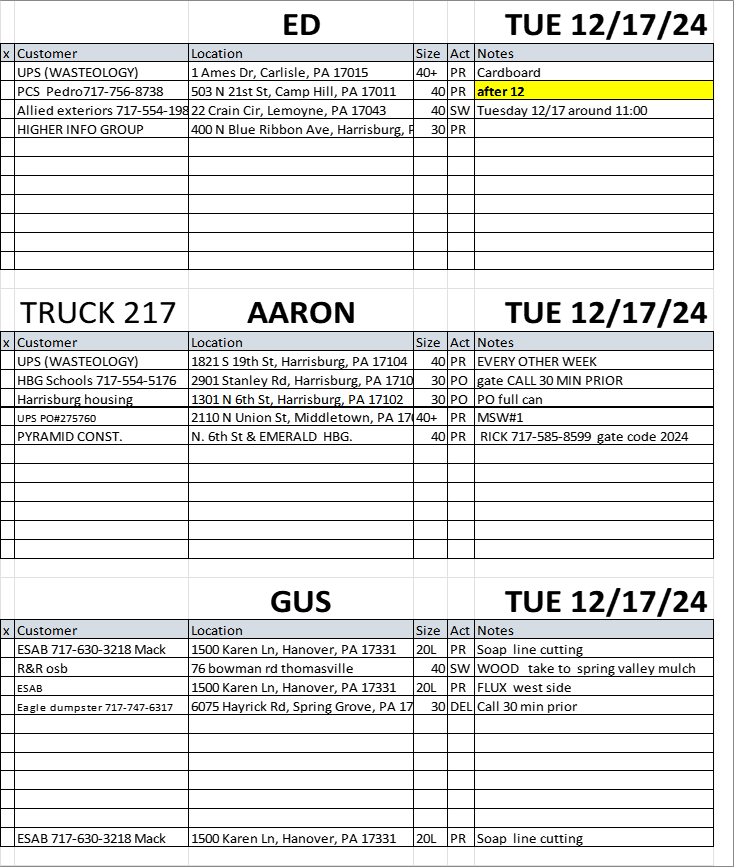 ED TUE 12/17/24
x Customer Location Size Act Notes
UPS (WASTEOLOGY) 1 Ames Dr, Carlisle, PA 17015 40+ PR Cardboard
PCS Pedro717-756-8738 503 N 21st St, Camp Hill, PA 17011 40 PR after 12
Allied exteriors 717-554-198 22 Crain Cir, Lemoyne, PA 17043 40 SW Tuesday 12/17 around 11:00
HIGHER INFO GROUP 400 N Blue Ribbon Ave, Harrisburg, P 30 PR
TRUCK 217 AARON TUE 12/17/24
x Customer Location Size Act Notes
UPS (WASTEOLOGY) 1821 S 19th St, Harrisburg, PA 17104 40 PR EVERY OTHER WEEK
HBG Schools 717-554-5176 2901 Stanley Rd, Harrisburg, PA 1710 30 PO gate CALL 30 MIN PRIOR
Harrisburg housing 1301 N 6th St, Harrisburg, PA 17102 30 PO PO full can
UPS PO#275760 2110 N Union St, Middletown, PA 170 40+ PR MSW#1
PYRAMID CONST. N. 6th St & EMERALD HBG. 40 PR RICK 717-585-8599 gate code 2024
GUS TUE 12/17/24
x Customer Location Size Act Notes
ESAB 717-630-3218 Mack 1500 Karen Ln, Hanover, PA 17331 20L PR Soap line cutting
R&R osb 76 bowman rd thomasville 40 SW WOOD take to spring valley mulch
ESAB 1500 Karen Ln, Hanover, PA 17331 20L PR FLUX west side
Eagle dumpster 717-747-6317 6075 Hayrick Rd, Spring Grove, PA 17 30 DEL Call 30 min prior
ESAB 717-630-3218 Mack 1500 Karen Ln, Hanover, PA 17331 20L PR Soap line cutting